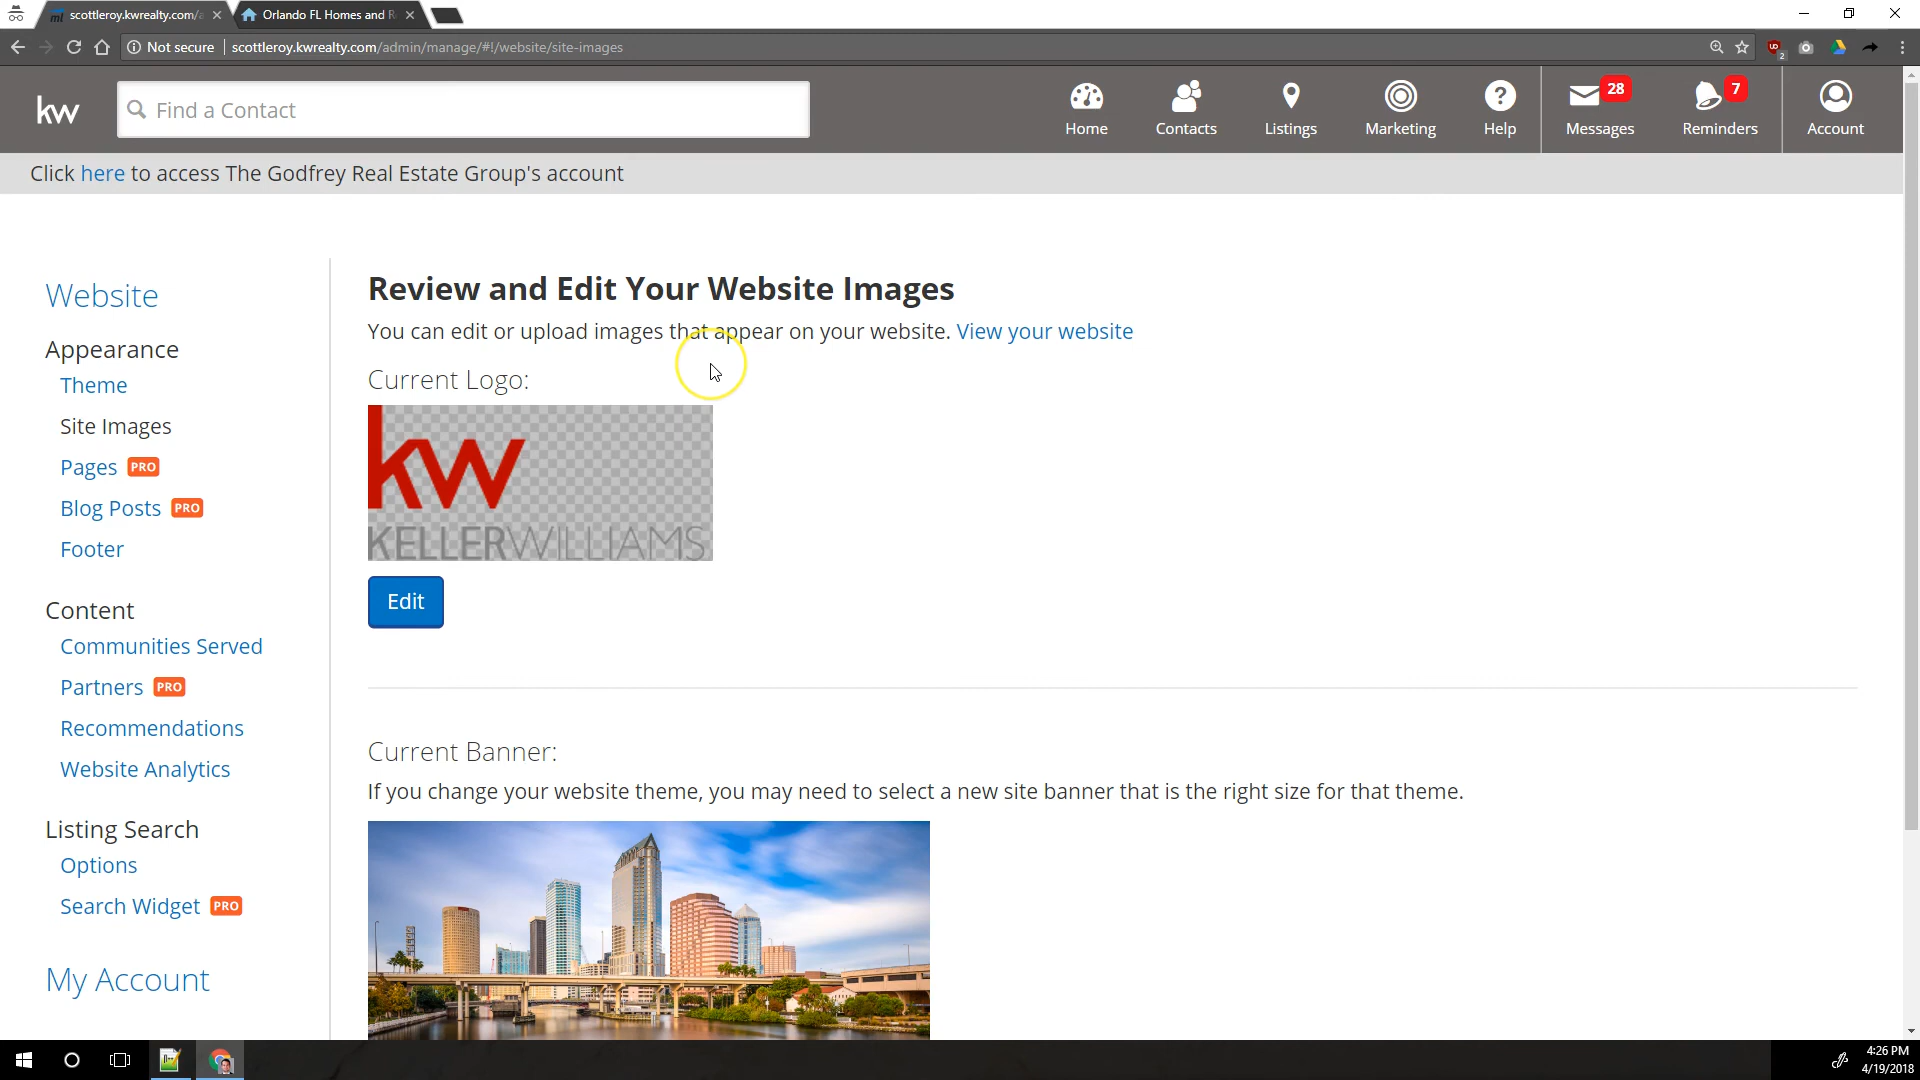 scottleroy.kwrealty.com/a
Orlando FL Homes and R
Not secure
scottleroy.kwrealty.com/admin/manage/#!/website/site-images
2
kw
Find a Contact
Home
Contacts
Listings
Marketing
?
Help
28
Messages
7
Reminders
Account
Click here to access The Godfrey Real Estate Group's account
Website
Appearance
Theme
Site Images
Pages PRO
Blog Posts PRO
Footer
Content
Communities Served
Partners PRO
Recommendations
Website Analytics
Listing Search
Options
Search Widget PRO
My Account
Review and Edit Your Website Images
You can edit or upload images that appear on your website. View your website
Current Logo:
kw
KELLERWILLIAMS
Edit
Current Banner:
If you change your website theme, you may need to select a new site banner that is the right size for that theme.
4:26 PM
4/19/2018